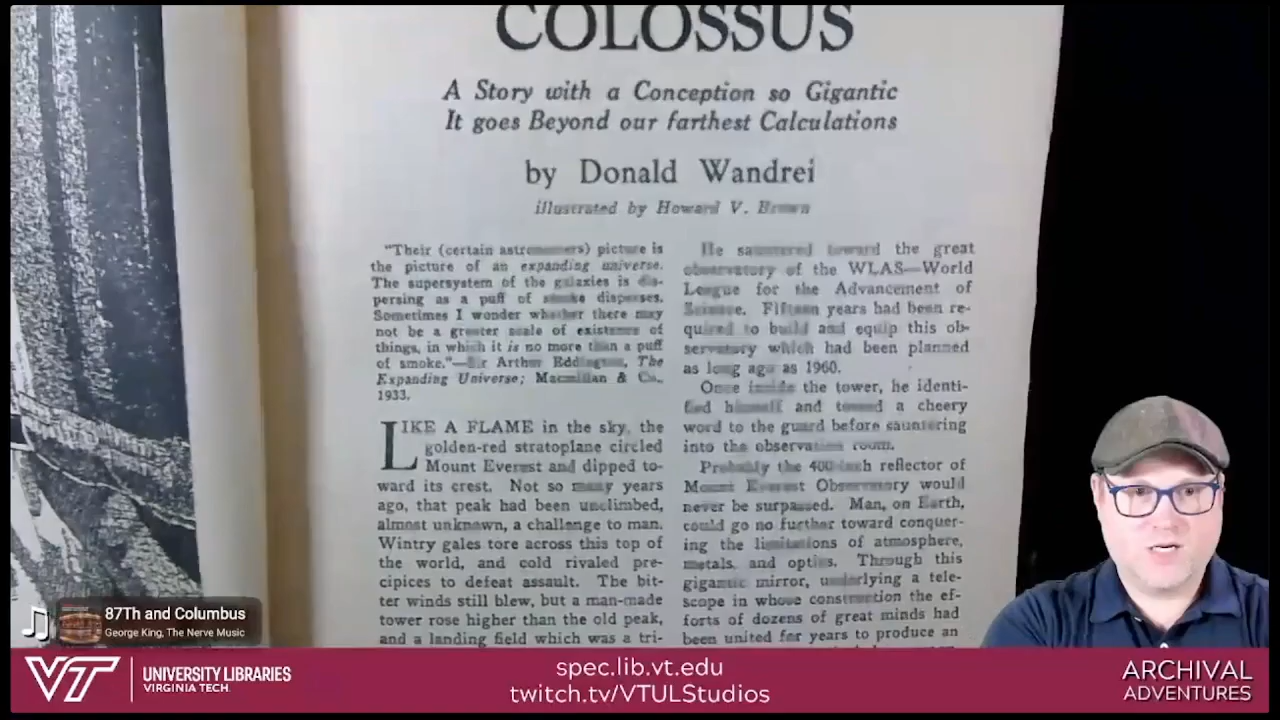 COLOSSUS
A Story with a Conception so Gigantic
It goes Beyond our farthest Calculations
by Donald Wandrei
illustrated by Howard V. Brown
"Their (certain astronomers) picture is
the picture of an expanding universe.
The supersystem of the galaxies is dis-
persing as a puff of smoke disperses.
Sometimes I wonder whether there may
not be a greater scale of existence of
things, in which it is no more than a puff
of smoke."—Sir Arthur Eddington, The
Expanding Universe; Macmillan & Co.,
1933.
LIKE A FLAME in the sky, the
golden-red stratoplane circled
Mount Everest and dipped to-
ward its crest. Not so many years
ago, that peak had been unclimbed,
almost unknown, a challenge to man.
Wintry gales tore across this top of
the world, and cold rivaled pre-
cipices to defeat assault. The bit-
ter winds still blew, but a man-made
tower rose higher than the old peak,
and a landing field which was a tri-
He sauntered toward the great
observatory of the WLAS—World
League for the Advancement of
Science. Fifteen years had been re-
quired to build and equip this ob-
servatory which had been planned
as long ago as 1960.
Once inside the tower, he identi-
fied himself and tossed a cheery
word to the guard before sauntering
into the observation room.
Probably the 400-inch reflector of
Mount Everest Observatory would
never be surpassed. Man, on Earth,
could go no further toward conquer-
ing the limitations of atmosphere,
metals, and optics. Through this
gigantic mirror, underlying a tele-
scope in whose construction the ef-
forts of dozens of great minds had
been united for years to produce an
87Th and Columbus
George King, The Nerve Music
VT UNIVERSITY LIBRARIES
VIRGINIA TECH.
spec.lib.vt.edu
twitch.tv/VTULStudios
ARCHIVAL
ADVENTURES